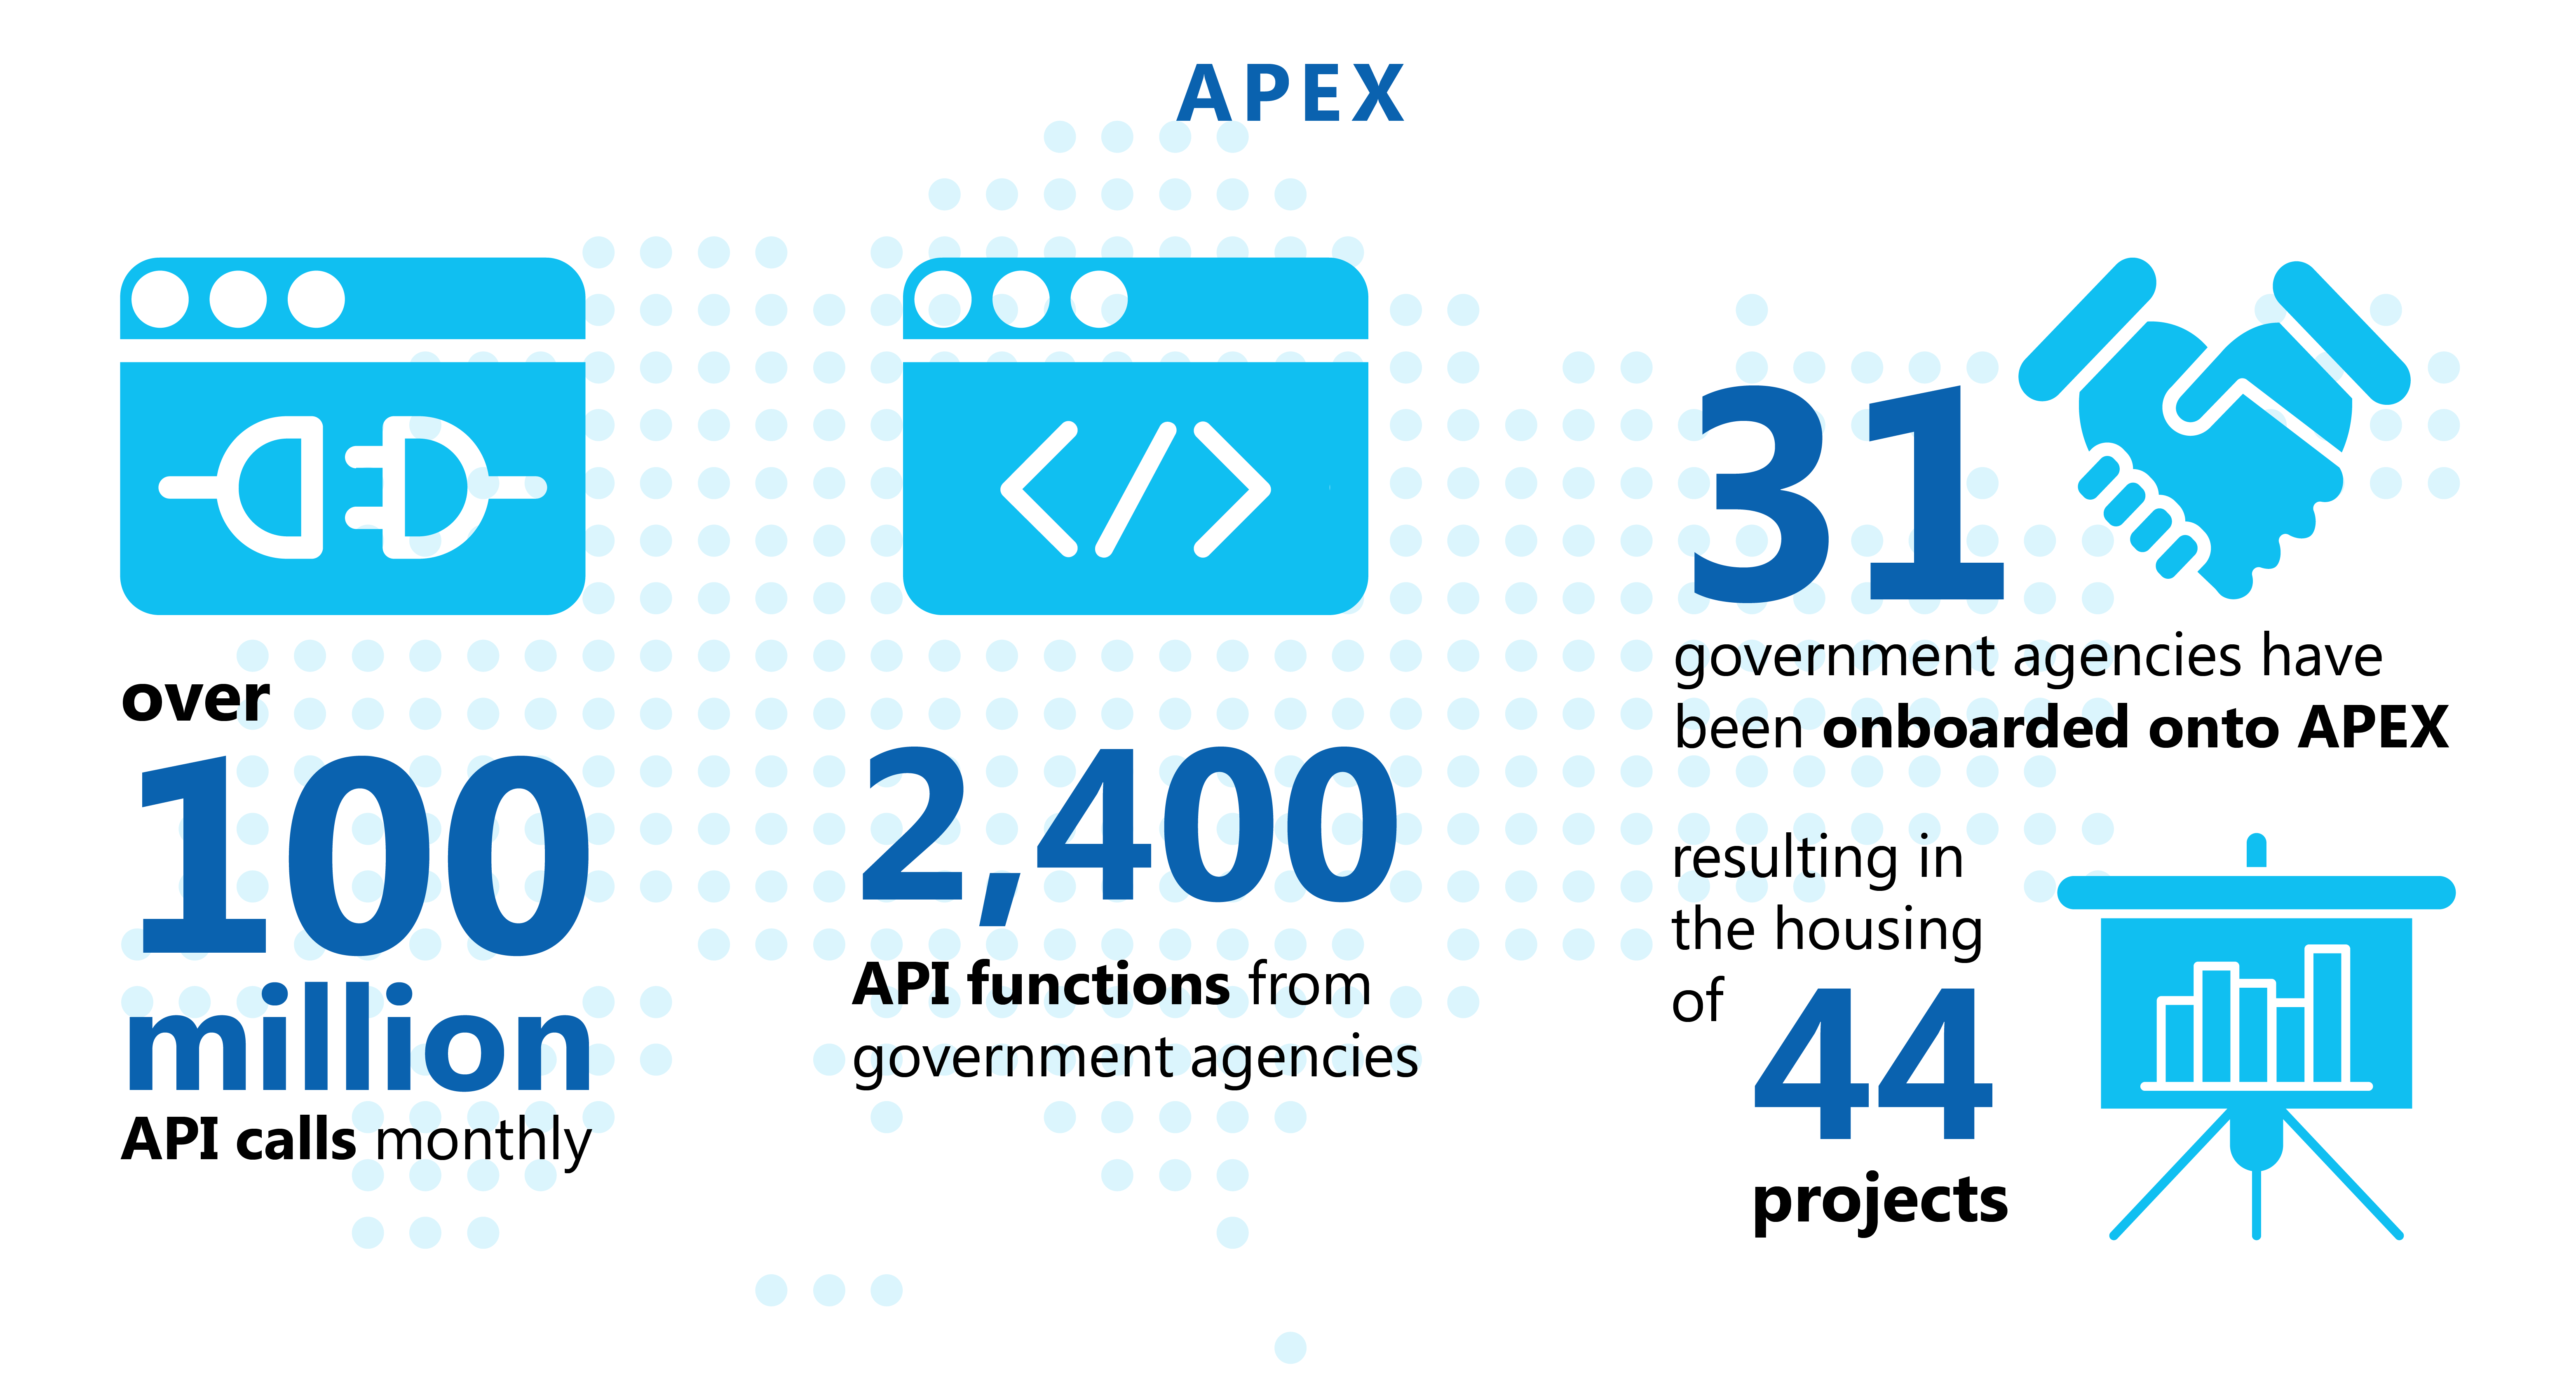 APEX
over
100
million
API calls monthly
2,400
API functions from
government agencies
31
government agencies have
been onboarded onto APEX
resulting in
the housing
of 44
projects